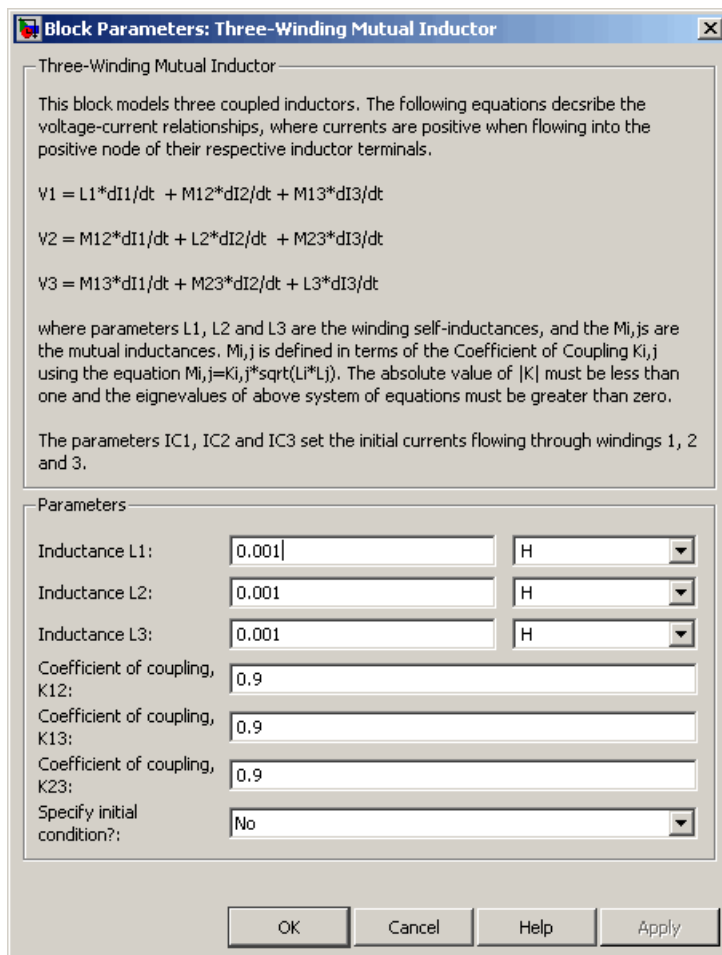 Block Parameters: Three-Winding Mutual Inductor
Three-Winding Mutual Inductor
This block models three coupled inductors. The following equations decsribe the
voltage-current relationships, where currents are positive when flowing into the
positive node of their respective inductor terminals.
V1 = L1*dI1/dt + M12*dI2/dt + M13*dI3/dt
V2 = M12*dI1/dt + L2*dI2/dt + M23*dI3/dt
V3 = M13*dI1/dt + M23*dI2/dt + L3*dI3/dt
where parameters L1, L2 and L3 are the winding self-inductances, and the Mi,js are
the mutual inductances. Mi,j is defined in terms of the Coefficient of Coupling Ki,j
using the equation Mi,j=Ki,j*sqrt(Li*Lj). The absolute value of |K| must be less than
one and the eignevalues of above system of equations must be greater than zero.
The parameters IC1, IC2 and IC3 set the initial currents flowing through windings 1, 2
and 3.
Parameters
Inductance L1: 0.001 H
Inductance L2: 0.001 H
Inductance L3: 0.001 H
Coefficient of coupling,
K12: 0.9
Coefficient of coupling,
K13: 0.9
Coefficient of coupling,
K23: 0.9
Specify initial
condition?: No
OK Cancel Help Apply